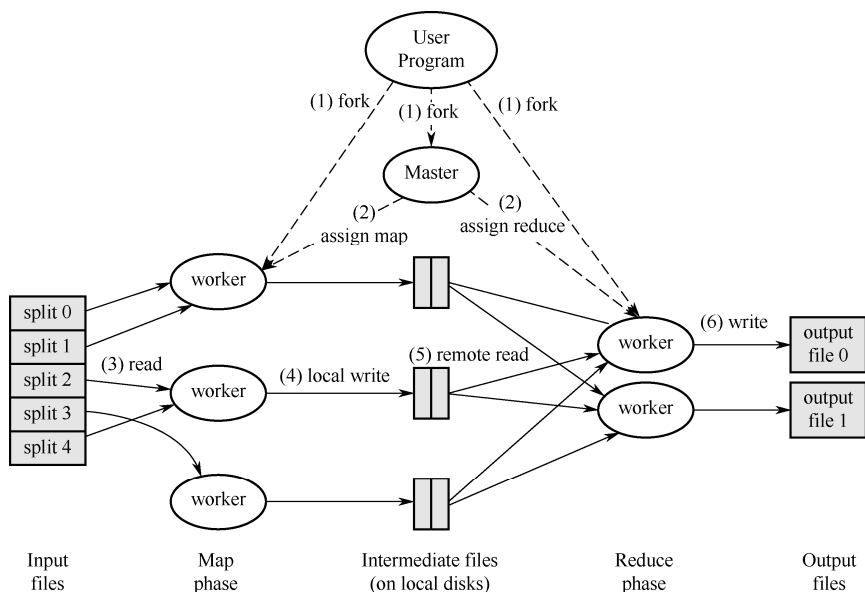 User
Program
(1) fork
(1) fork
(1) fork
Master
(2)
assign map
(2)
assign reduce
worker
split 0
split 1
split 2
split 3
split 4
(3) read
worker
(4) local write
(5) remote read
worker
(6) write
output
file 0
worker
output
file 1
worker
Input
files
Map
phase
Intermediate files
(on local disks)
Reduce
phase
Output
files